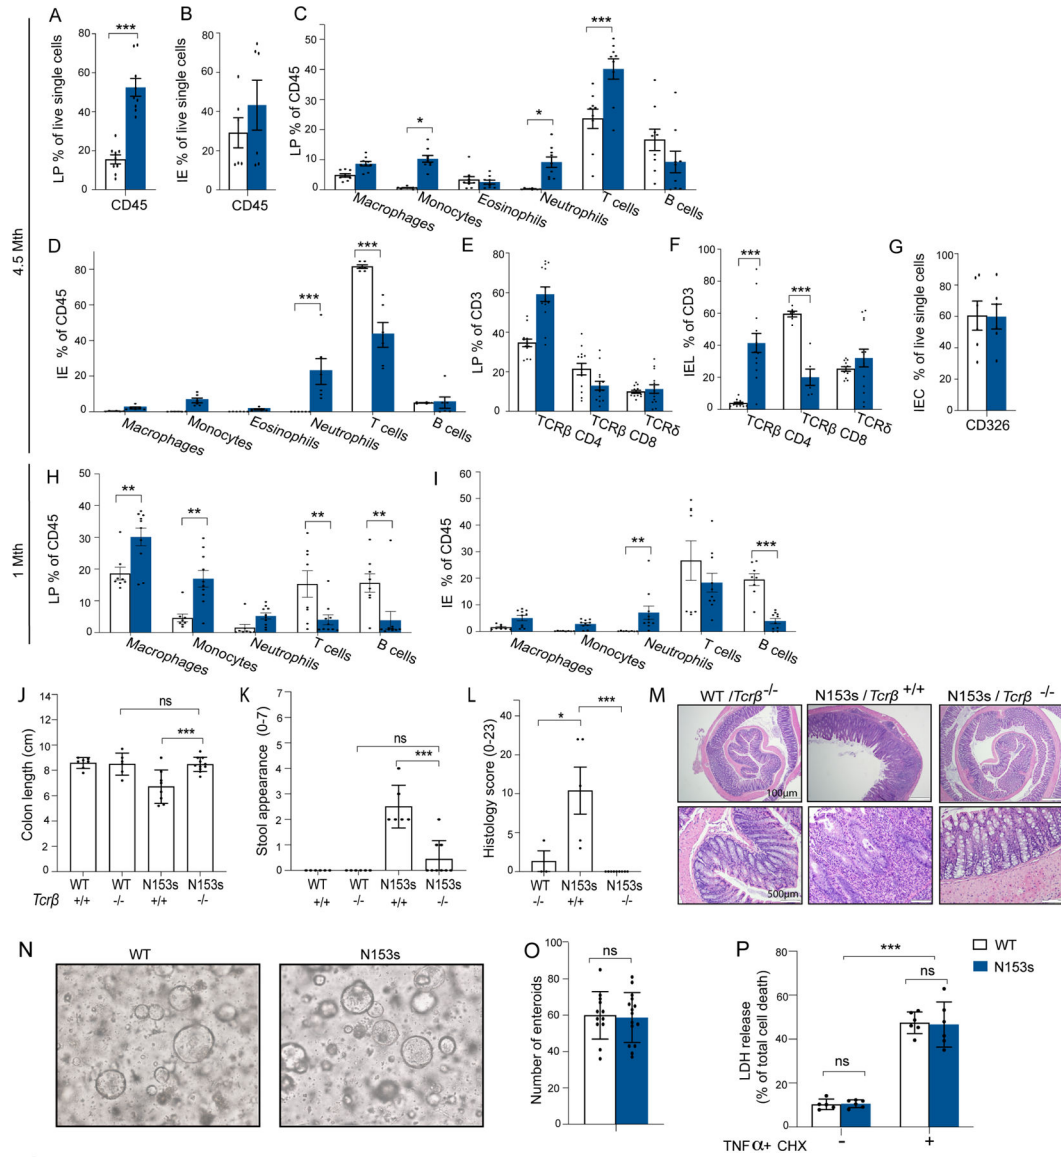 4.5 Mth
1 Mth
A
LP % of live single cells
80
60
40
20
0
***
CD45
B
IE % of live single cells
80
60
40
20
0
CD45
C
LP % of CD45
50
40
30
20
10
0
*
*
***
Macrophages
Monocytes
Eosinophils
Neutrophils
T cells
B cells
D
IE % of CD45
80
60
40
20
0
***
***
Macrophages
Monocytes
Eosinophils
Neutrophils
T cells
B cells
E
LP % of CD3
80
60
40
20
0
TCRβ CD4
TCRβ CD8
TCRδ
F
IEL % of CD3
100
80
60
40
20
0
***
***
TCRβ CD4
TCRβ CD8
TCRδ
G
IEC % of live single cells
100
80
60
40
20
0
CD326
H
LP % of CD45
50
40
30
20
10
0
**
**
**
**
Macrophages
Monocytes
Neutrophils
T cells
B cells
I
IE % of CD45
60
50
40
30
20
10
0
**
***
Macrophages
Monocytes
Neutrophils
T cells
B cells
J
Colon length (cm)
14
12
10
8
6
4
2
0
ns
***
WT WT N153s N153s
Tcrβ +/+ -/- +/+ -/-
K
Stool appearance (0-7)
7
6
5
4
3
2
1
0
ns
***
WT WT N153s N153s
+/+ -/- +/+ -/-
L
Histology score (0-23)
40
20
10
5
0
*
***
WT N153s N153s
-/- +/+ -/-
M
WT /Tcrβ-/-
N153s / Tcrβ +/+
N153s / Tcrβ -/-
100μm
500μm
N
WT
N153s
O
Number of enteroids
100
80
60
40
20
0
ns
P
LDH release
(% of total cell death)
80
60
40
20
0
ns
***
ns
WT
N153s
TNFα+ CHX - +